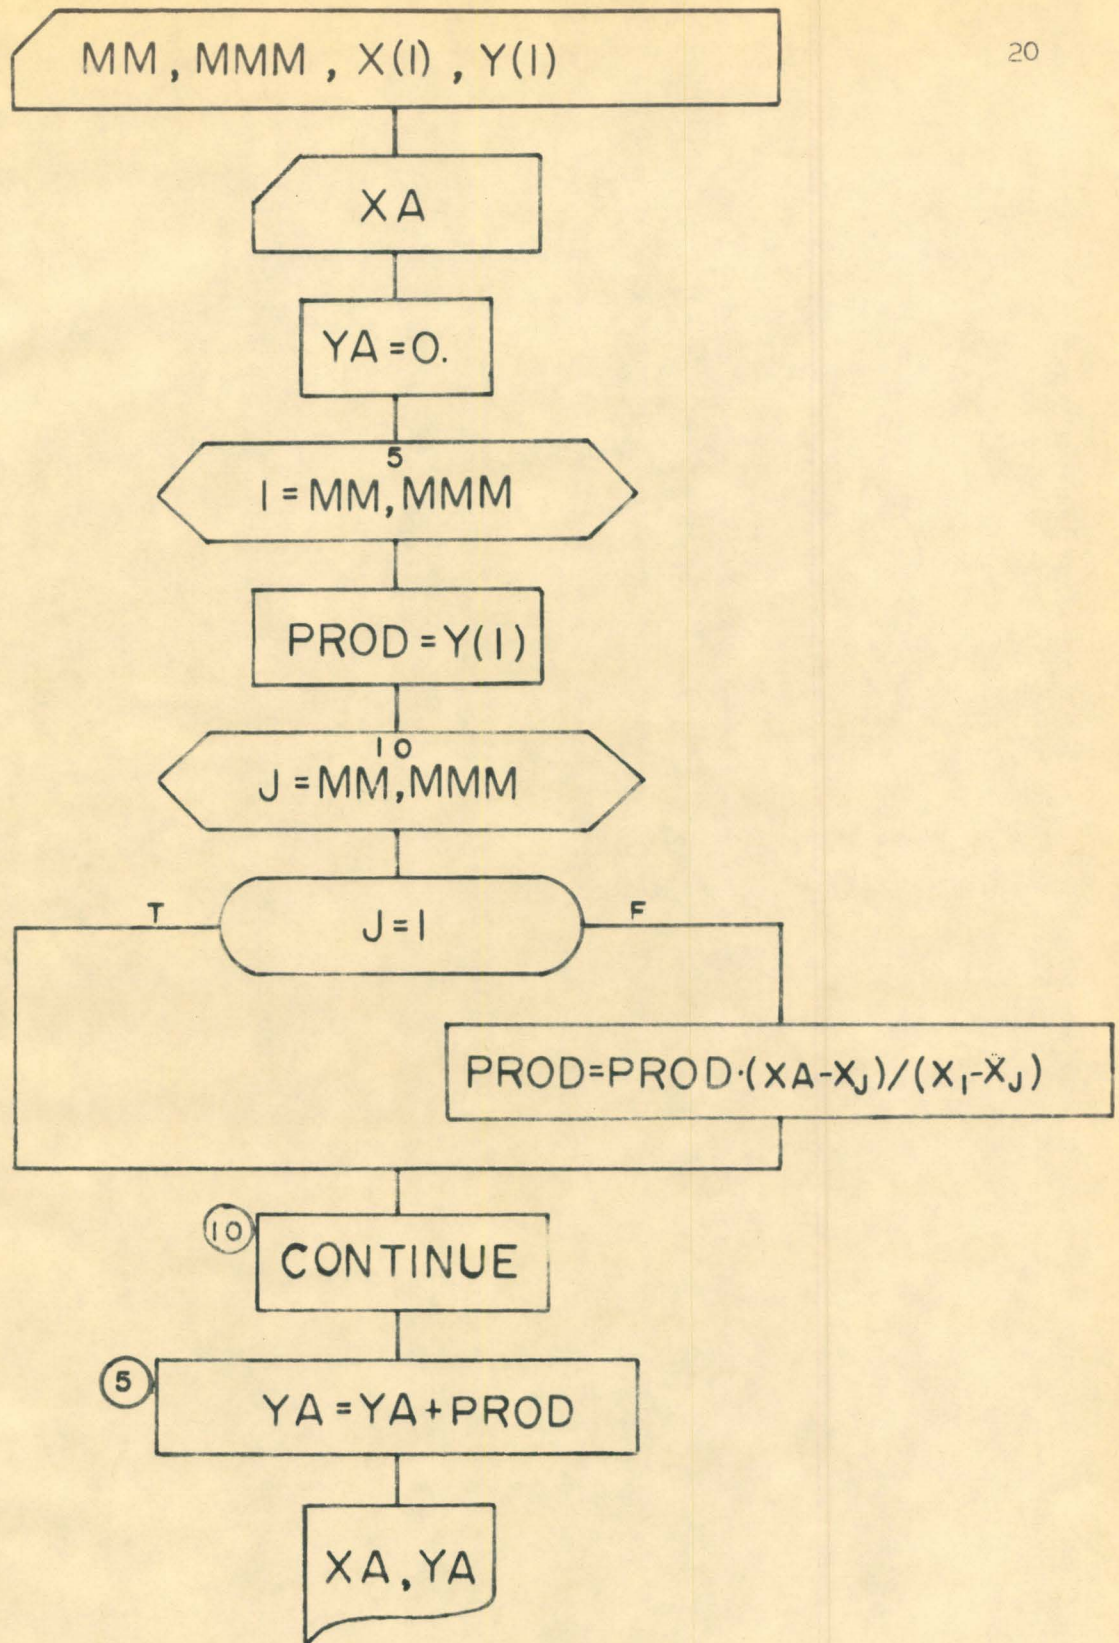 20
MM, MMM, X(I), Y(I)
XA
YA=0.
5
I=MM,MMM
PROD=Y(I)
10
J=MM,MMM
T
J=I
F
PROD=PROD·(XA-XJ)/(XI-XJ)
10
CONTINUE
5
YA=YA+PROD
XA,YA